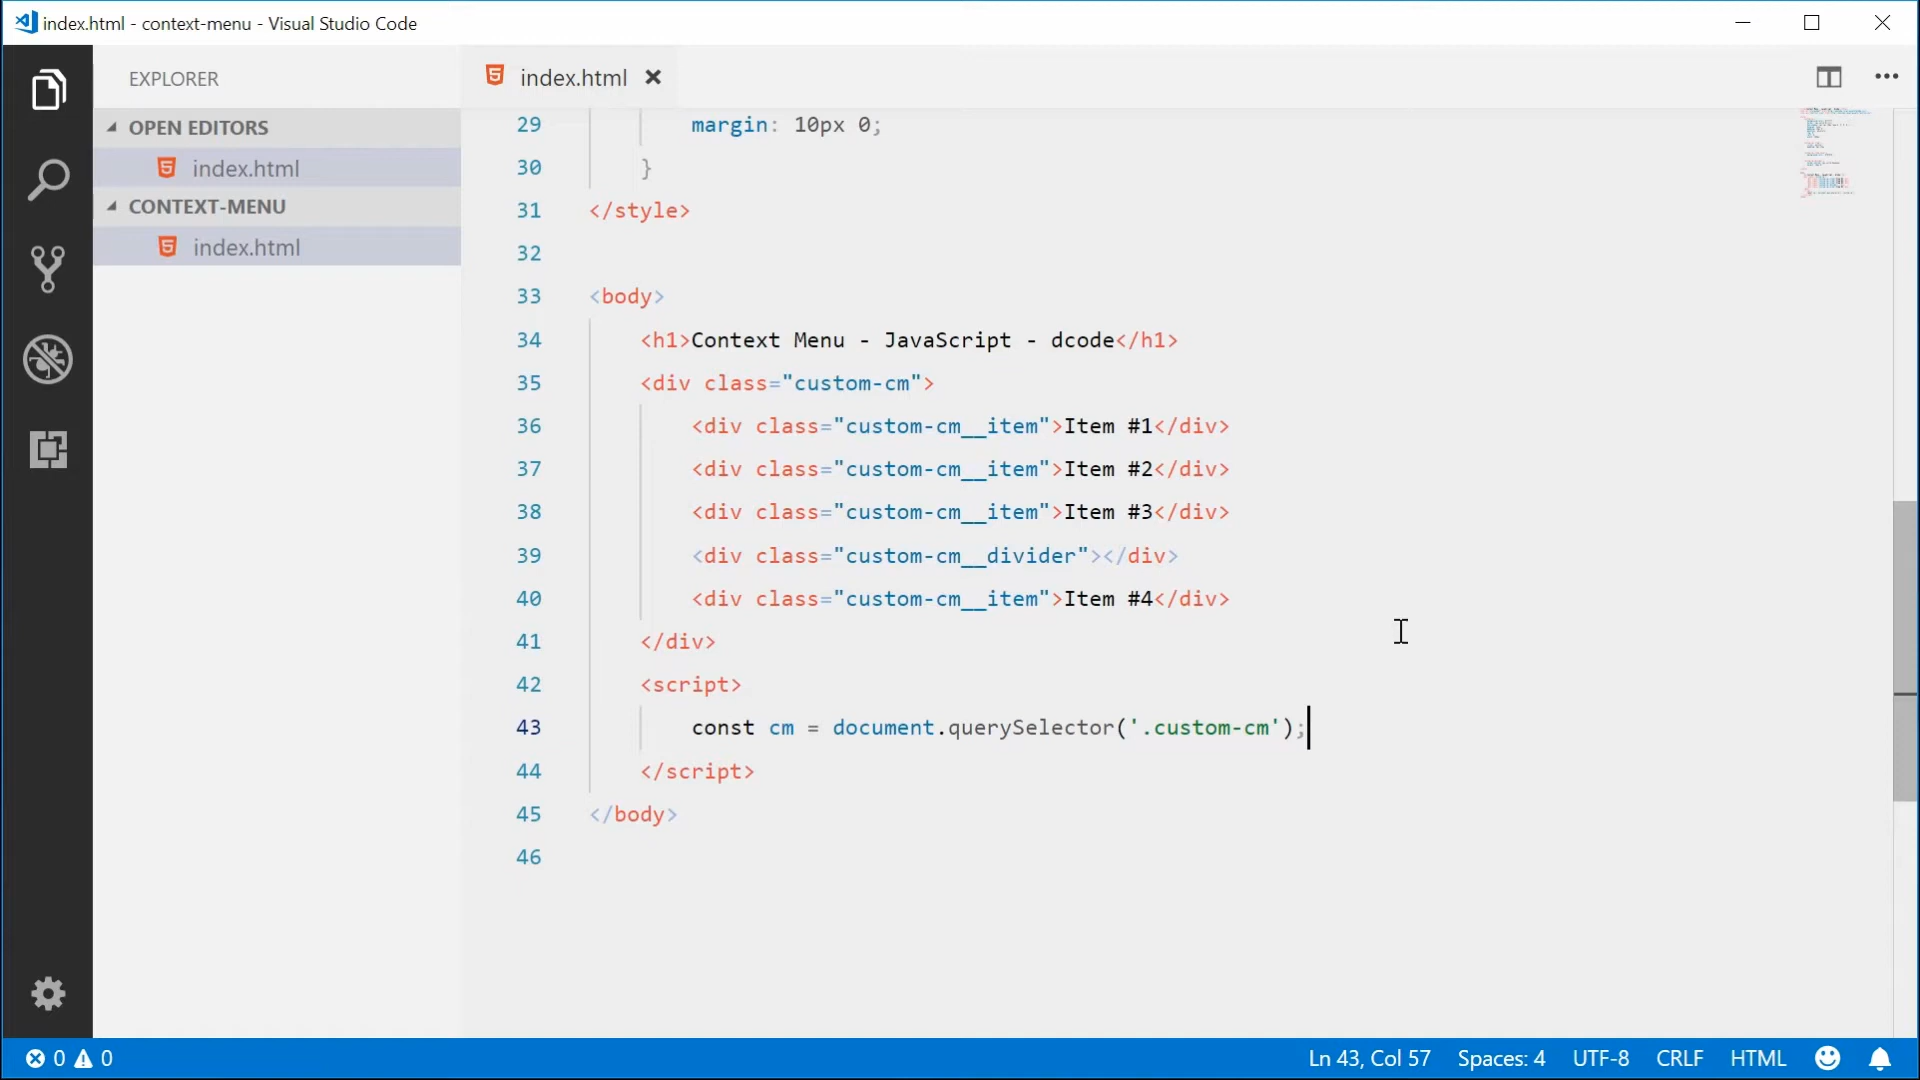 index.html - context-menu - Visual Studio Code
EXPLORER
OPEN EDITORS
index.html
CONTEXT-MENU
index.html
index.html
29 margin: 10px 0;
30 }
31 </style>
32
33 <body>
34 <h1>Context Menu - JavaScript - dcode</h1>
35 <div class="custom-cm">
36 <div class="custom-cm__item">Item #1</div>
37 <div class="custom-cm__item">Item #2</div>
38 <div class="custom-cm__item">Item #3</div>
39 <div class="custom-cm__divider"></div>
40 <div class="custom-cm__item">Item #4</div>
41 </div>
42 <script>
43 const cm = document.querySelector('.custom-cm');
44 </script>
45 </body>
46
0 0 Ln 43, Col 57 Spaces: 4 UTF-8 CRLF HTML